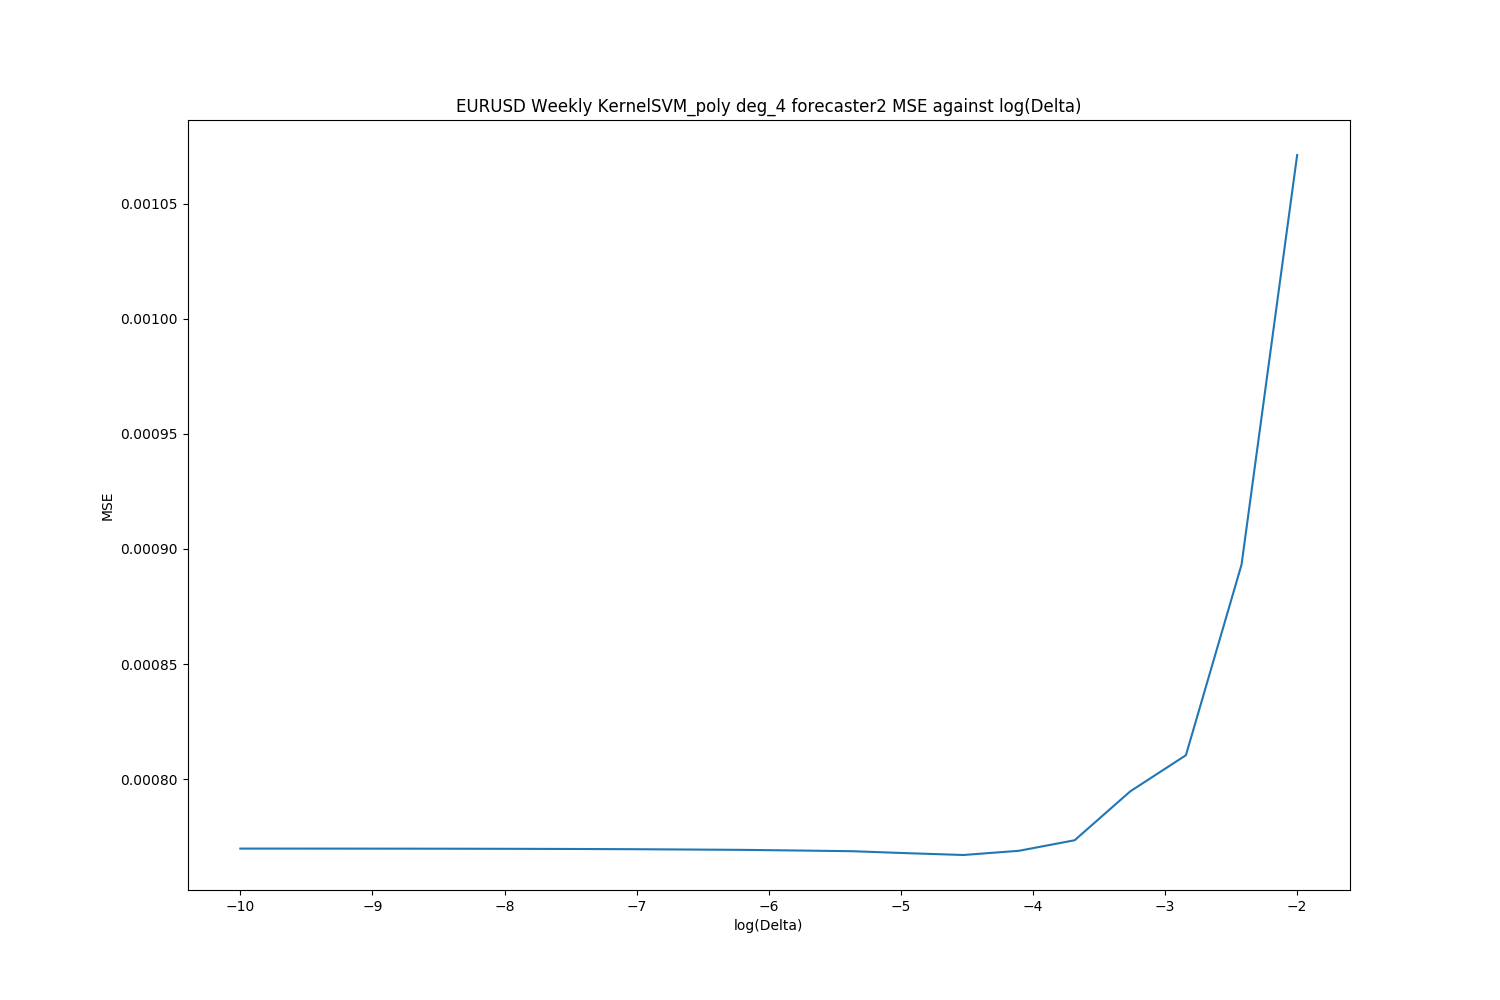 EURUSD Weekly KernelSVM_poly deg_4 forecaster2 MSE against log(Delta)
0.00105
0.00100
0.00095
0.00090
0.00085
0.00080
MSE
−10 −9 −8 −7 −6 −5 −4 −3 −2
log(Delta)